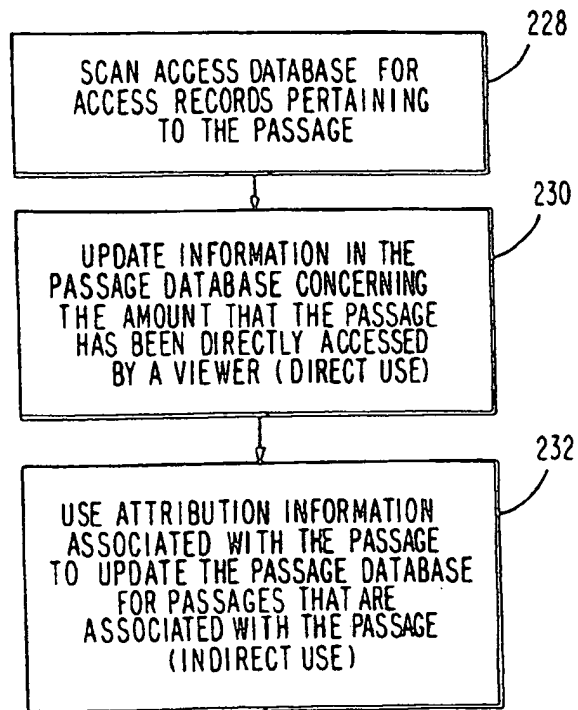 228
SCAN ACCESS DATABASE FOR
ACCESS RECORDS PERTAINING
TO THE PASSAGE
230
UPDATE INFORMATION IN THE
PASSAGE DATABASE CONCERNING
THE AMOUNT THAT THE PASSAGE
HAS BEEN DIRECTLY ACCESSED
BY A VIEWER (DIRECT USE)
232
USE ATTRIBUTION INFORMATION
ASSOCIATED WITH THE PASSAGE
TO UPDATE THE PASSAGE DATABASE
FOR PASSAGES THAT ARE
ASSOCIATED WITH THE PASSAGE
(INDIRECT USE)